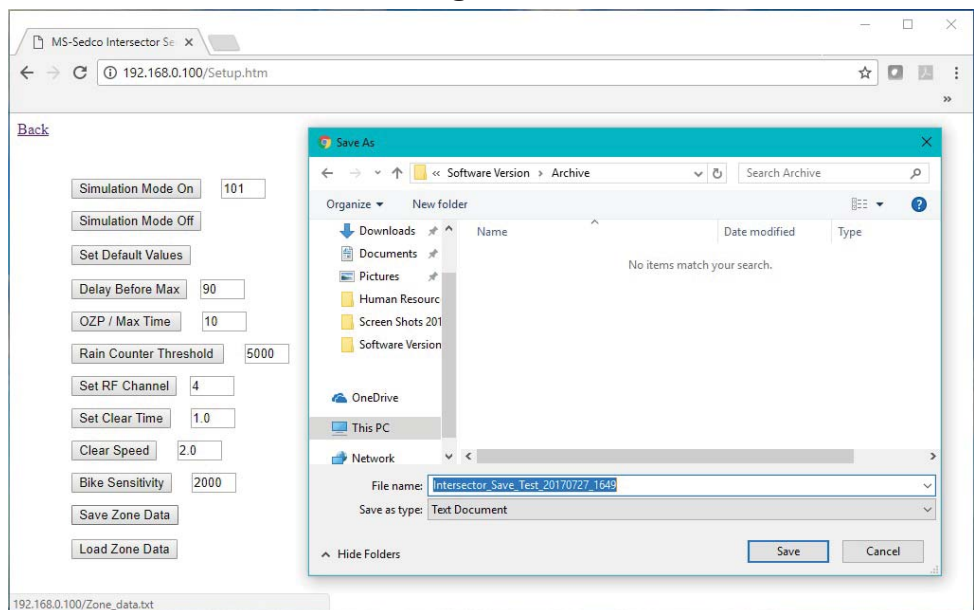 MS-Sedco Intersector Se
192.168.0.100/Setup.htm
Back
Simulation Mode On 101
Simulation Mode Off
Set Default Values
Delay Before Max 90
OZP / Max Time 10
Rain Counter Threshold 5000
Set RF Channel 4
Set Clear Time 1.0
Clear Speed 2.0
Bike Sensitivity 2000
Save Zone Data
Load Zone Data
Save As
« Software Version › Archive
Search Archive
Organize New folder
Downloads
Documents
Pictures
Human Resourc
Screen Shots 201
Software Version
OneDrive
This PC
Network
Name Date modified Type
No items match your search.
File name: Intersector_Save_Test_20170727_1649
Save as type: Text Document
Hide Folders
Save Cancel
192.168.0.100/Zone_data.txt